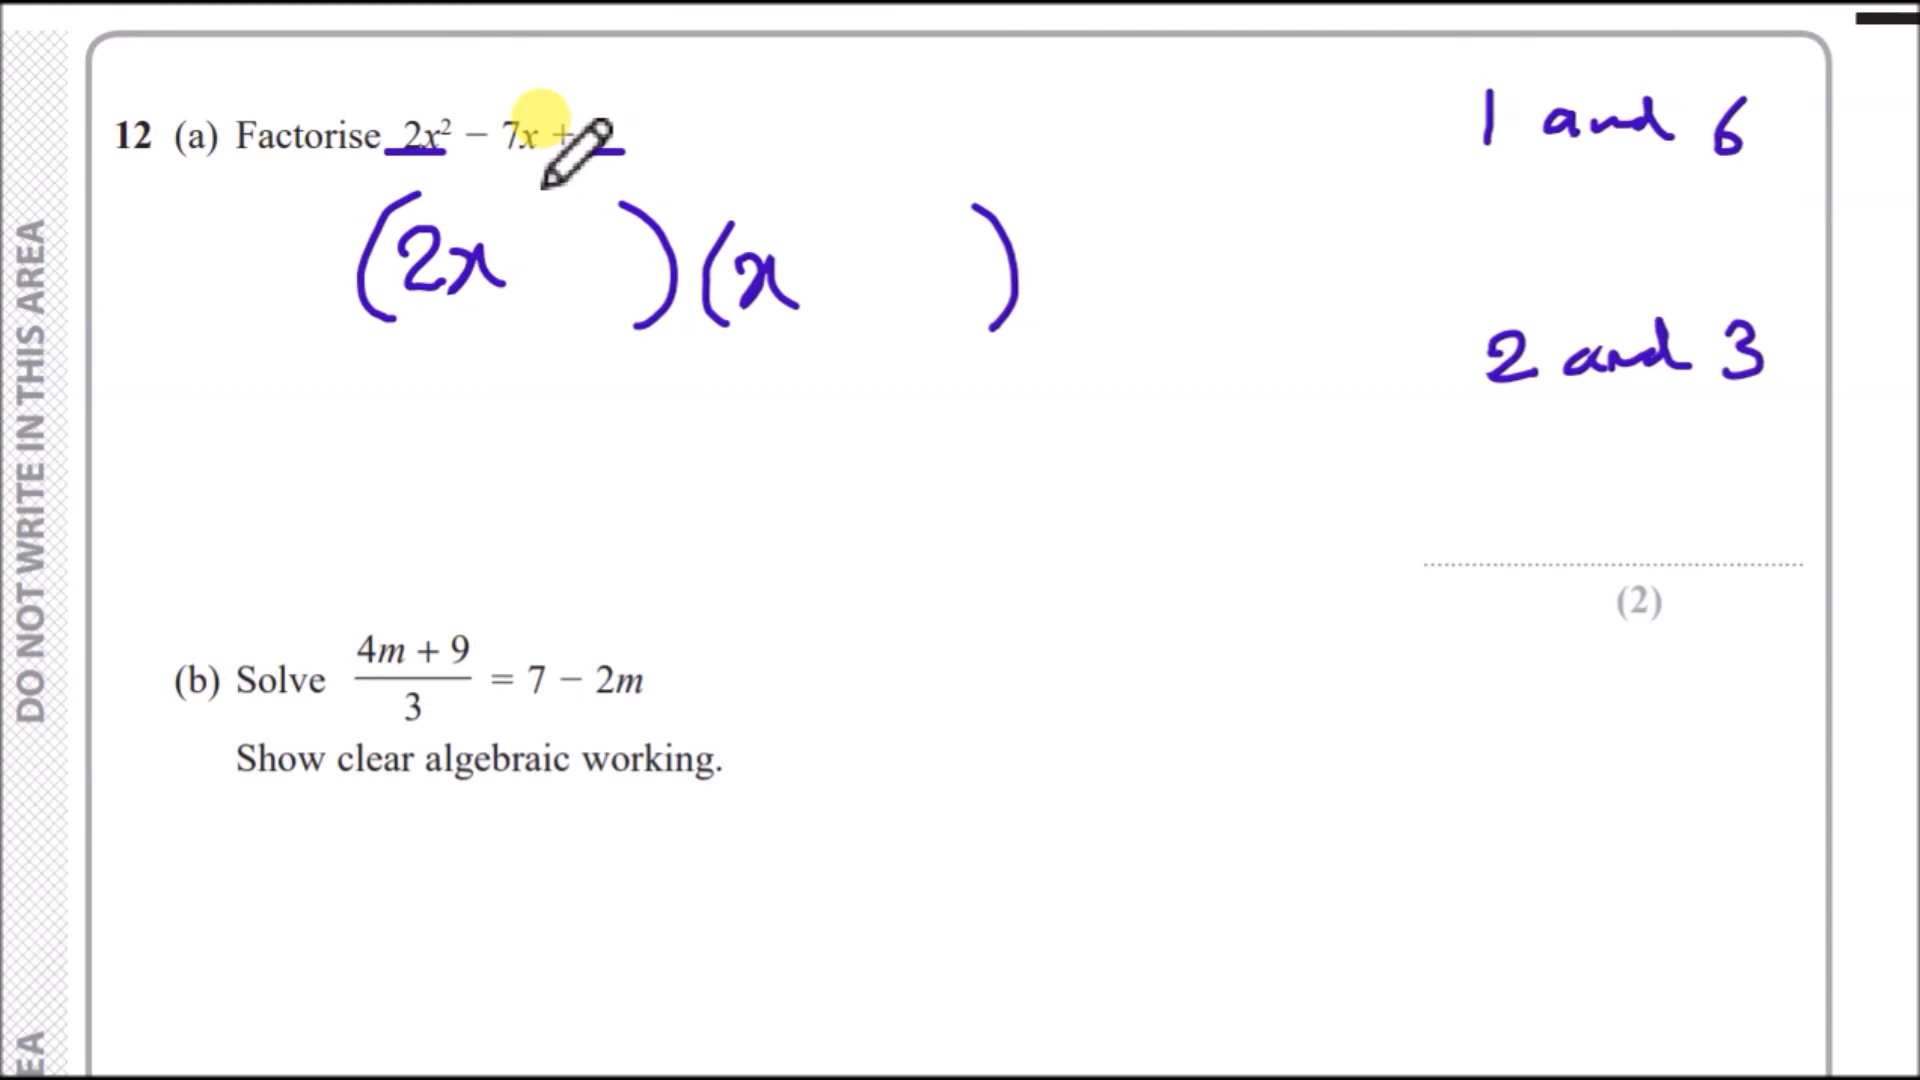 12 (a) Factorise 2x² − 7x +
1 and 6
(2x )(x )
2 and 3
(2)
(b) Solve (4m + 9)/3 = 7 − 2m
Show clear algebraic working.
DO NOT WRITE IN THIS AREA
EA